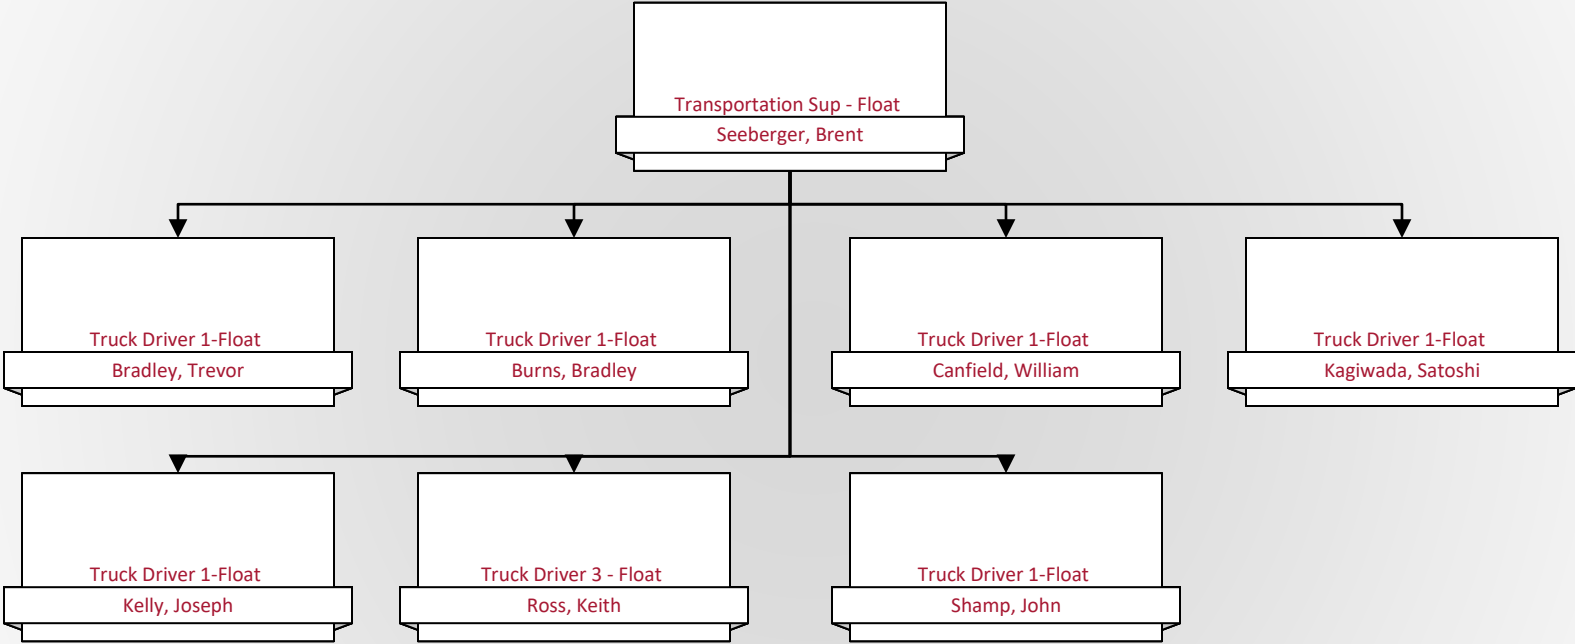 Transportation Sup - Float
Seeberger, Brent
Truck Driver 1-Float
Bradley, Trevor
Truck Driver 1-Float
Burns, Bradley
Truck Driver 1-Float
Canfield, William
Truck Driver 1-Float
Kagiwada, Satoshi
Truck Driver 1-Float
Kelly, Joseph
Truck Driver 3 - Float
Ross, Keith
Truck Driver 1-Float
Shamp, John